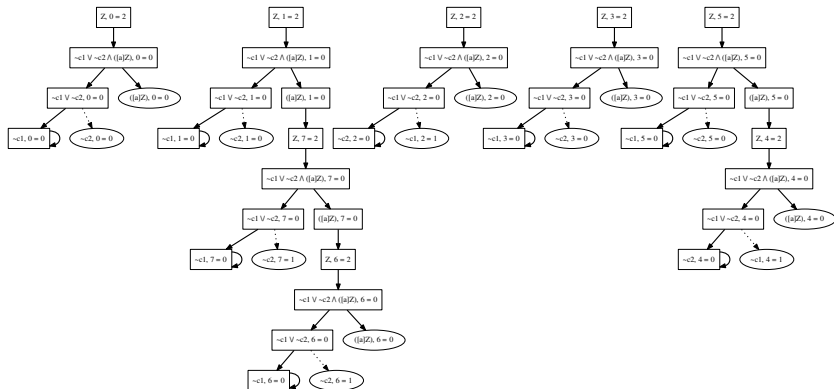 Z, 0 = 2
Z, 1 = 2
Z, 2 = 2
Z, 3 = 2
Z, 5 = 2
~c1 \/ ~c2 /\ ([a]Z), 0 = 0
~c1 \/ ~c2 /\ ([a]Z), 1 = 0
~c1 \/ ~c2 /\ ([a]Z), 2 = 0
~c1 \/ ~c2 /\ ([a]Z), 3 = 0
~c1 \/ ~c2 /\ ([a]Z), 5 = 0
~c1 \/ ~c2, 0 = 0
([a]Z), 0 = 0
~c1 \/ ~c2, 1 = 0
([a]Z), 1 = 0
~c1 \/ ~c2, 2 = 0
([a]Z), 2 = 0
~c1 \/ ~c2, 3 = 0
([a]Z), 3 = 0
~c1 \/ ~c2, 5 = 0
([a]Z), 5 = 0
~c1, 0 = 0
~c2, 0 = 0
~c1, 1 = 0
~c2, 1 = 0
Z, 7 = 2
~c2, 2 = 0
~c1, 2 = 1
~c1, 3 = 0
~c2, 3 = 0
~c1, 5 = 0
~c2, 5 = 0
Z, 4 = 2
~c1 \/ ~c2 /\ ([a]Z), 7 = 0
~c1 \/ ~c2 /\ ([a]Z), 4 = 0
~c1 \/ ~c2, 7 = 0
([a]Z), 7 = 0
~c1 \/ ~c2, 4 = 0
([a]Z), 4 = 0
~c1, 7 = 0
~c2, 7 = 1
Z, 6 = 2
~c2, 4 = 0
~c1, 4 = 1
~c1 \/ ~c2 /\ ([a]Z), 6 = 0
~c1 \/ ~c2, 6 = 0
([a]Z), 6 = 0
~c1, 6 = 0
~c2, 6 = 1